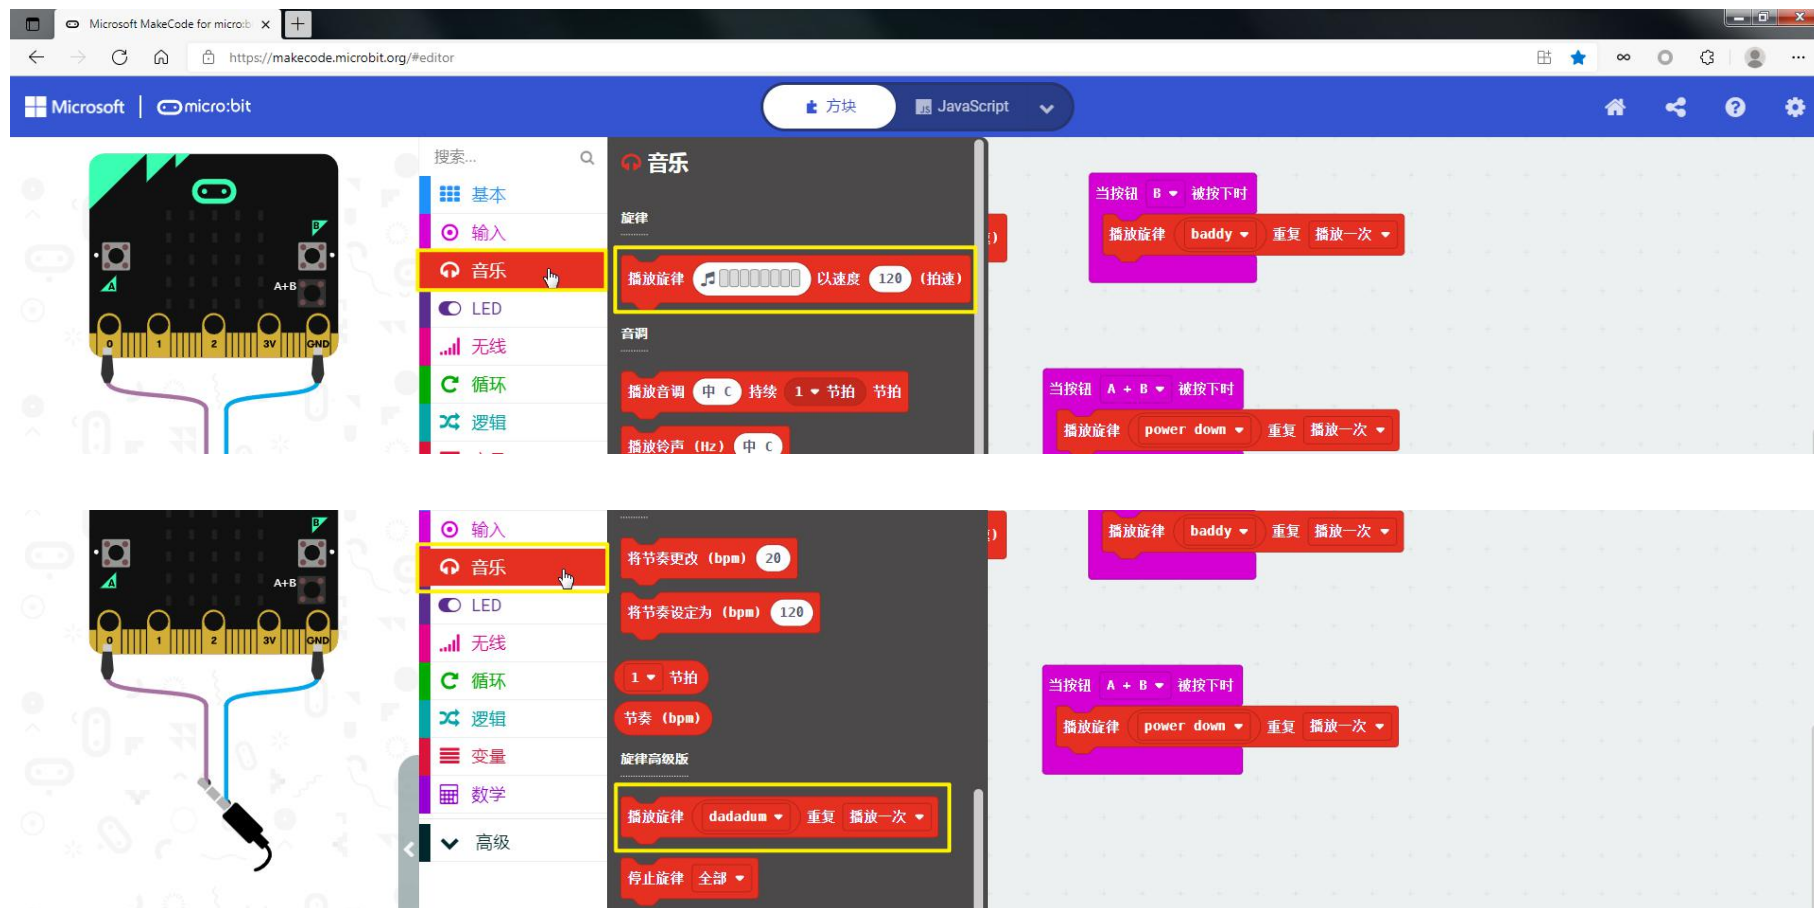 Microsoft MakeCode for micro:b
https://makecode.microbit.org/#editor
Microsoft micro:bit 方块 JavaScript
搜索...
基本
输入
音乐
LED
无线
循环
逻辑
音乐
旋律
播放旋律 以速度 120 (拍速)
音调
播放音调 中 C 持续 1 节拍 节拍
播放铃声 (Hz) 中 C
当按钮 B 被按下时
播放旋律 baddy 重复 播放一次
当按钮 A + B 被按下时
播放旋律 power down 重复 播放一次
B
A
A+B
0 1 2 3V GND
输入
音乐
LED
无线
循环
逻辑
变量
数学
高级
将节奏更改 (bpm) 20
将节奏设定为 (bpm) 120
1 节拍
节奏 (bpm)
旋律高级版
播放旋律 dadadum 重复 播放一次
停止旋律 全部
播放旋律 baddy 重复 播放一次
当按钮 A + B 被按下时
播放旋律 power down 重复 播放一次
B
A
A+B
0 1 2 3V GND